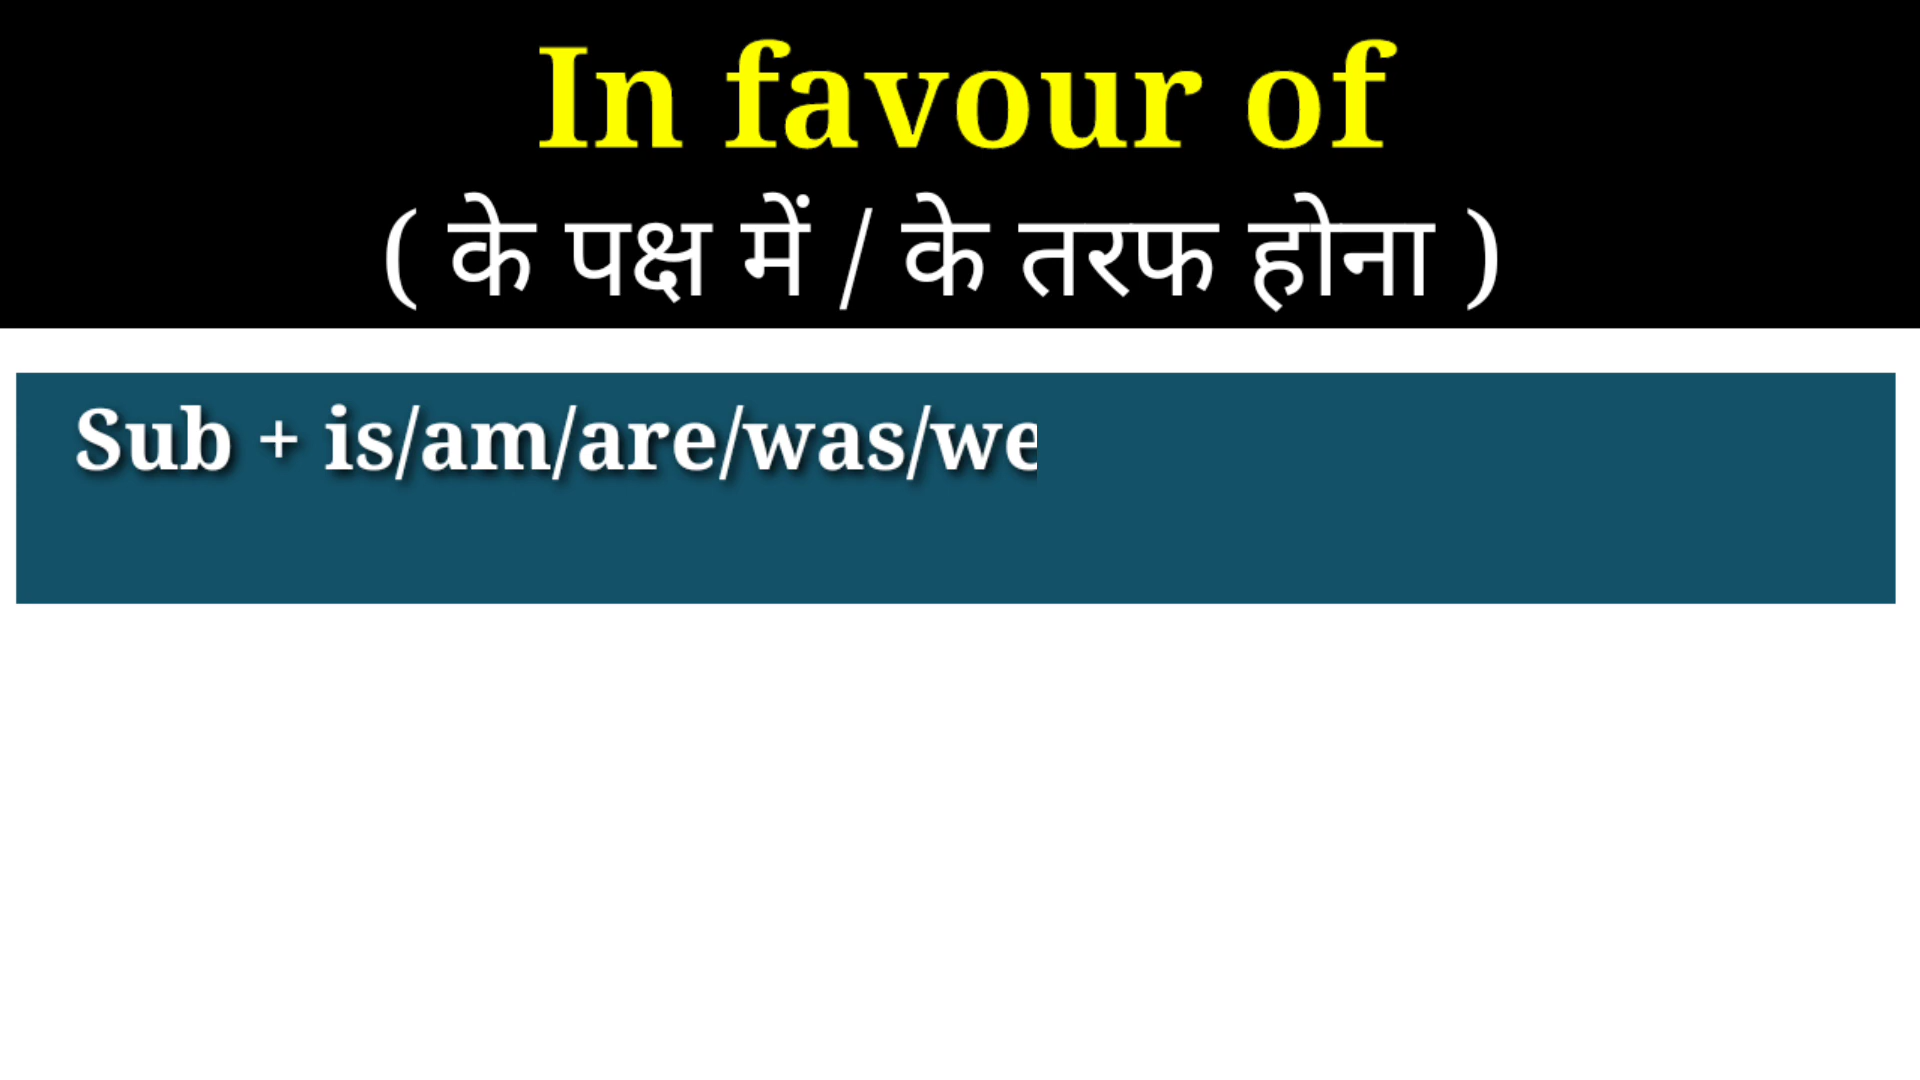 In favour of
( के पक्ष में / के तरफ होना )
Sub + is/am/are/was/we